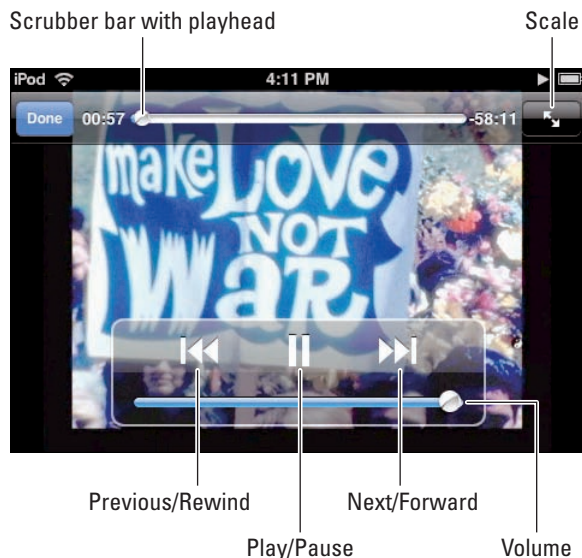 Scrubber bar with playhead
Scale
iPod 4:11 PM
Done 00:57 -58:11
make LOVE
NOT
WAR
Previous/Rewind
Next/Forward
Play/Pause
Volume